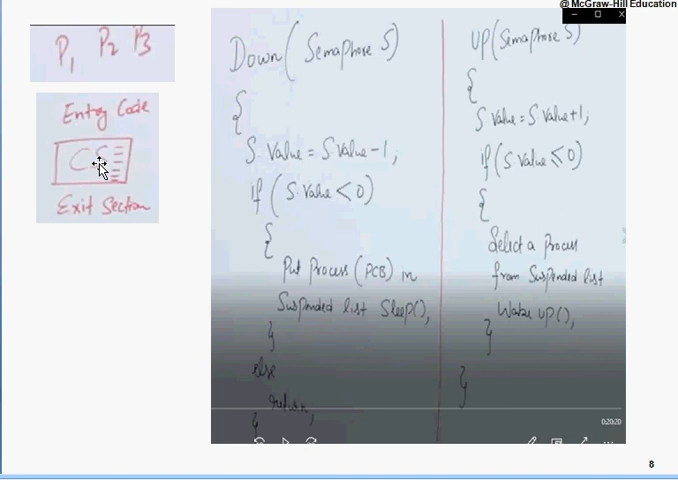 @ McGraw-Hill Education
P1 P2 P3
Entry Code
CS
Exit Section
Down(Semaphore S)
{
S Value = S Value - 1;
if (S. Value < 0)
{
Put Process (PCB) in
Suspended list Sleep();
}
else
return;
}
UP(Semaphore S)
{
S Value = S Value+1;
if (S Value ≤ 0)
{
Select a Process
from Suspended list
Wake UP();
}
}
0:20:20
8